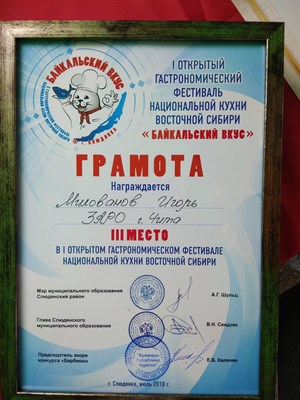 БАЙКАЛЬСКИЙ ВКУС
I ОТКРЫТЫЙ
ГАСТРОНОМИЧЕСКИЙ
ФЕСТИВАЛЬ
НАЦИОНАЛЬНОЙ КУХНИ
ВОСТОЧНОЙ СИБИРИ
« БАЙКАЛЬСКИЙ ВКУС»
ГРАМОТА
Награждается
Милованов Игорь
г. Чита
III МЕСТО
В I ОТКРЫТОМ ГАСТРОНОМИЧЕСКОМ ФЕСТИВАЛЕ
НАЦИОНАЛЬНОЙ КУХНИ ВОСТОЧНОЙ СИБИРИ
Мэр муниципального образования
Слюдянский район
А.Г. Шульц
Глава Слюдянского
муниципального образования
В.Н. Сендзяк
Председатель жюри
конкурса «Барбекю»
г. Слюдянка, июль 2018 г.